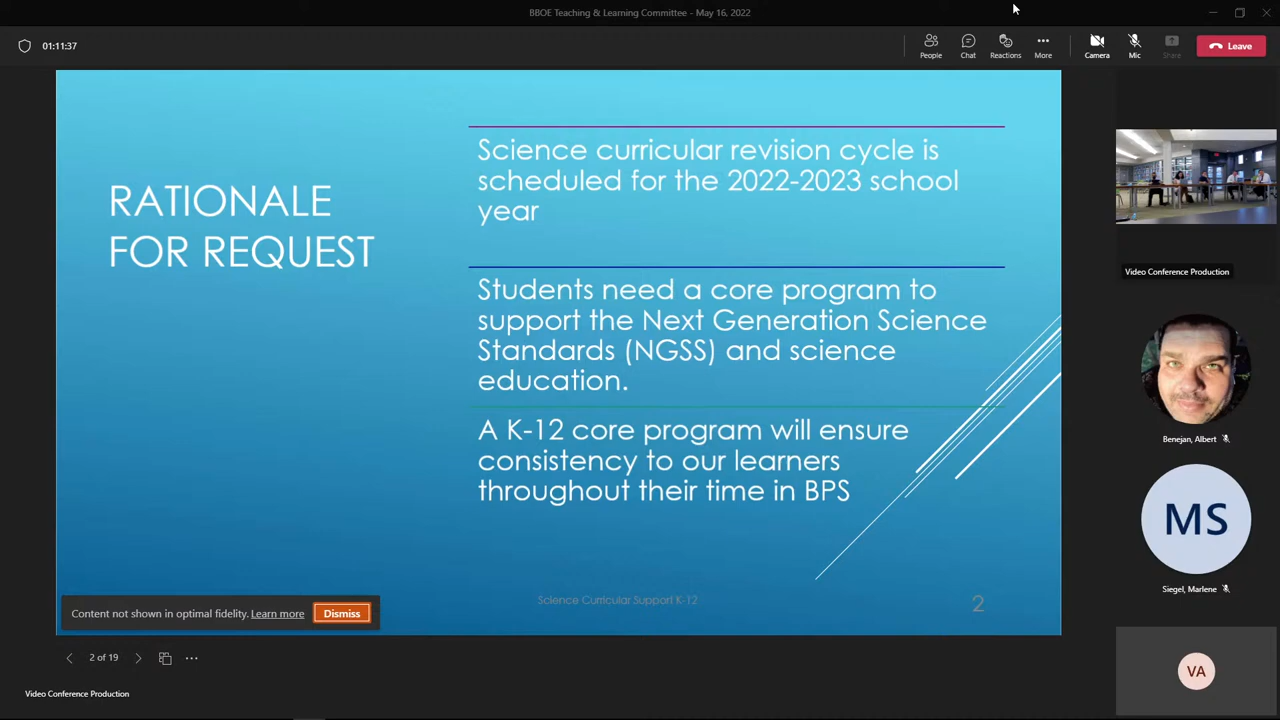 BBOE Teaching & Learning Committee - May 16, 2022
01:11:37
People
Chat
Reactions
More
Camera
Mic
Share
Leave
RATIONALE
FOR REQUEST
Science curricular revision cycle is
scheduled for the 2022-2023 school
year
Students need a core program to
support the Next Generation Science
Standards (NGSS) and science
education.
A K-12 core program will ensure
consistency to our learners
throughout their time in BPS
Science Curricular Support K-12
2
Content not shown in optimal fidelity. Learn more
Dismiss
2 of 19
Video Conference Production
Video Conference Production
Benejan, Albert
MS
Siegel, Marlene
VA